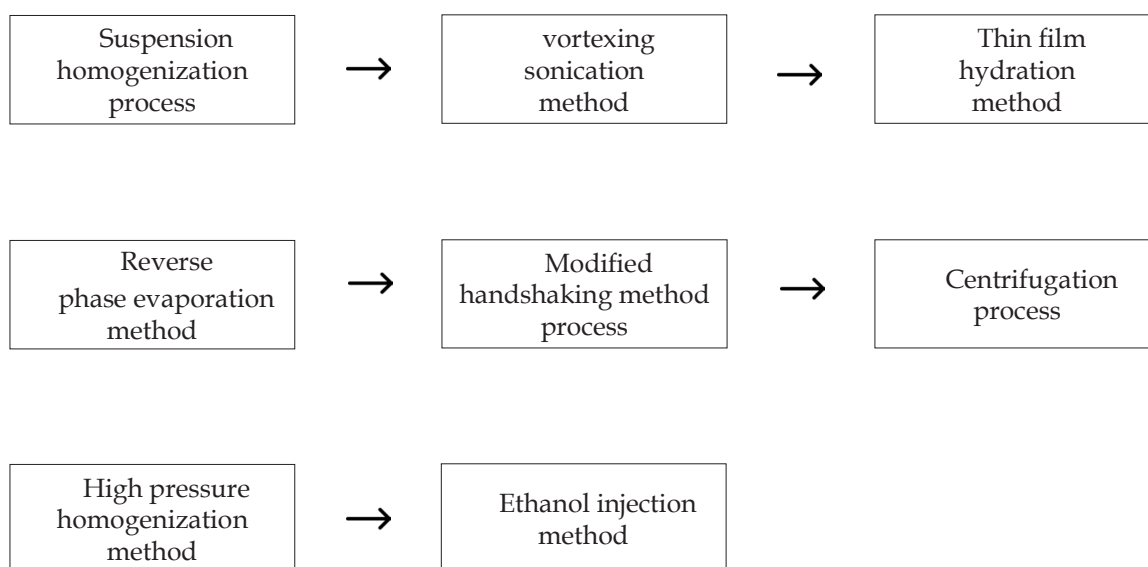 Suspension
homogenization
process
vortexing
sonication
method
Thin film
hydration
method
Reverse
phase evaporation
method
Modified
handshaking method
process
Centrifugation
process
High pressure
homogenization
method
Ethanol injection
method